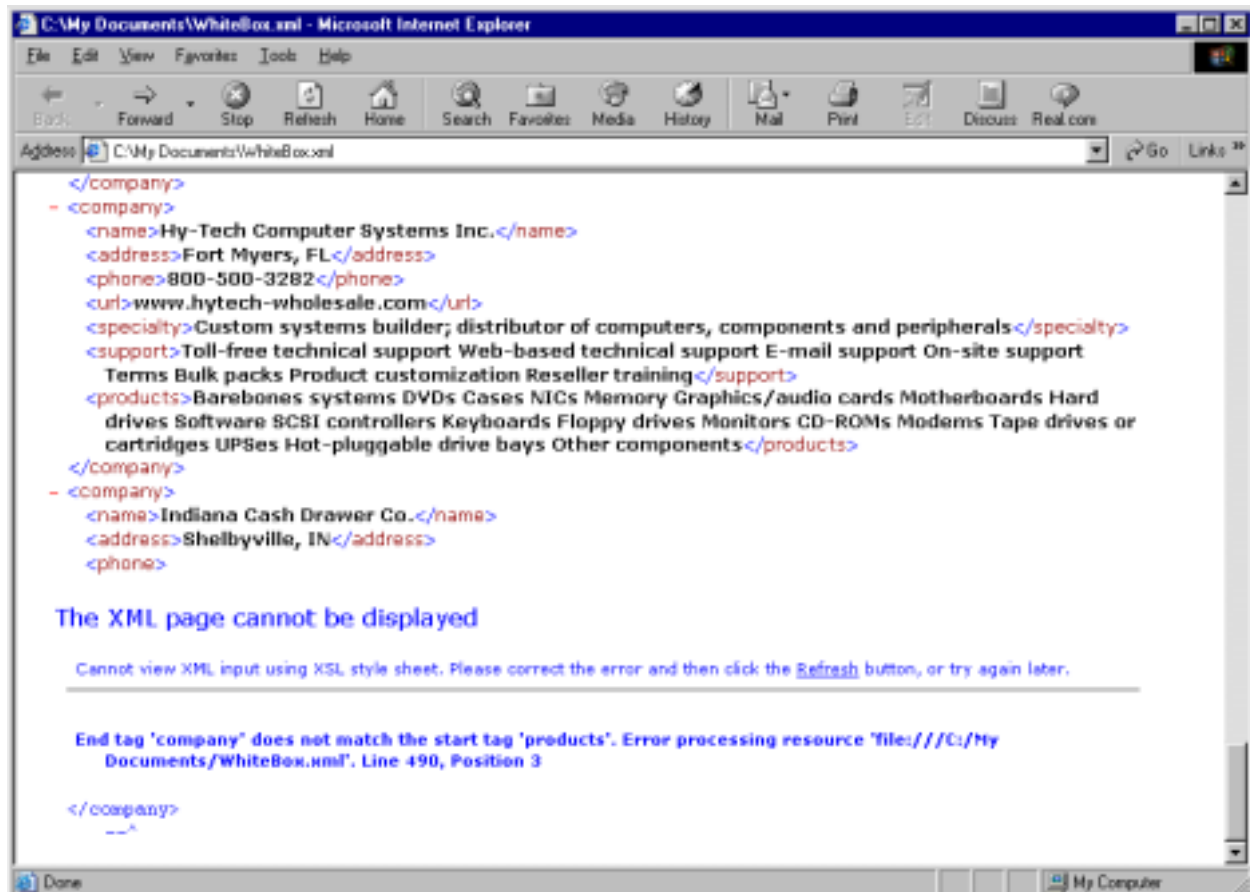 C:\My Documents\WhiteBox.xml - Microsoft Internet Explorer
File Edit View Favorites Tools Help
Back Forward Stop Refresh Home Search Favorites Media History Mail Print Edit Discuss Real.com
Address C:\My Documents\WhiteBox.xml Go Links »
</company>
- <company>
<name>Hy-Tech Computer Systems Inc.</name>
<address>Fort Myers, FL</address>
<phone>800-500-3282</phone>
<url>www.hytech-wholesale.com</url>
<specialty>Custom systems builder; distributor of computers, components and peripherals</specialty>
<support>Toll-free technical support Web-based technical support E-mail support On-site support
Terms Bulk packs Product customization Reseller training</support>
<products>Barebones systems DVDs Cases NICs Memory Graphics/audio cards Motherboards Hard
drives Software SCSI controllers Keyboards Floppy drives Monitors CD-ROMs Modems Tape drives or
cartridges UPSes Hot-pluggable drive bays Other components</products>
</company>
- <company>
<name>Indiana Cash Drawer Co.</name>
<address>Shelbyville, IN</address>
<phone>
The XML page cannot be displayed
Cannot view XML input using XSL style sheet. Please correct the error and then click the Refresh button, or try again later.
End tag 'company' does not match the start tag 'products'. Error processing resource 'file:///C:/My
Documents/WhiteBox.xml'. Line 490, Position 3
</company>
--^
Done My Computer